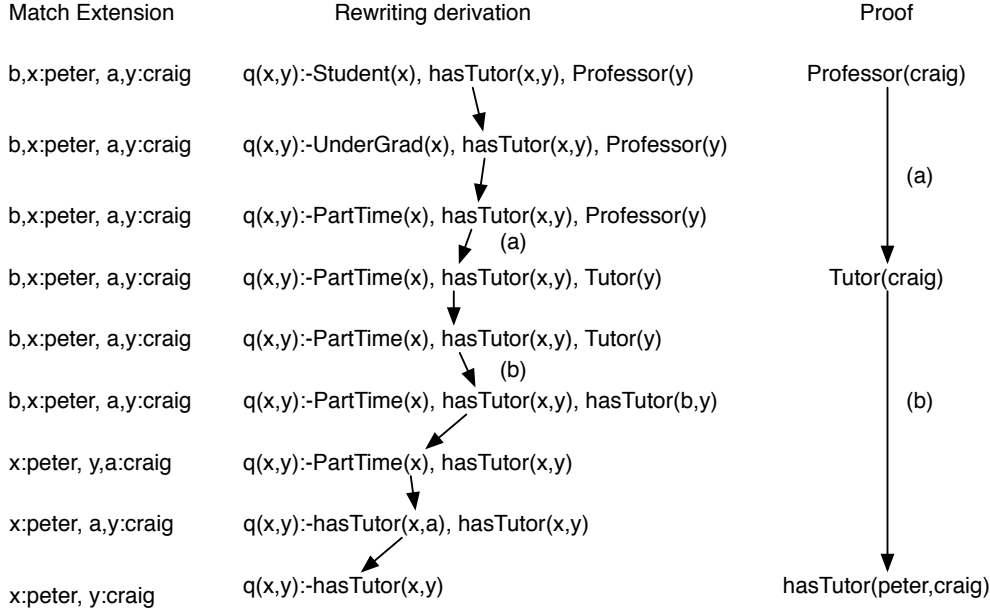 Match Extension Rewriting derivation Proof
b,x:peter, a,y:craig q(x,y):-Student(x), hasTutor(x,y), Professor(y) Professor(craig)
b,x:peter, a,y:craig q(x,y):-UnderGrad(x), hasTutor(x,y), Professor(y)
(a)
b,x:peter, a,y:craig q(x,y):-PartTime(x), hasTutor(x,y), Professor(y)
(a)
b,x:peter, a,y:craig q(x,y):-PartTime(x), hasTutor(x,y), Tutor(y) Tutor(craig)
b,x:peter, a,y:craig q(x,y):-PartTime(x), hasTutor(x,y), Tutor(y)
(b)
b,x:peter, a,y:craig q(x,y):-PartTime(x), hasTutor(x,y), hasTutor(b,y) (b)
x:peter, y,a:craig q(x,y):-PartTime(x), hasTutor(x,y)
x:peter, a,y:craig q(x,y):-hasTutor(x,a), hasTutor(x,y)
x:peter, y:craig q(x,y):-hasTutor(x,y) hasTutor(peter,craig)